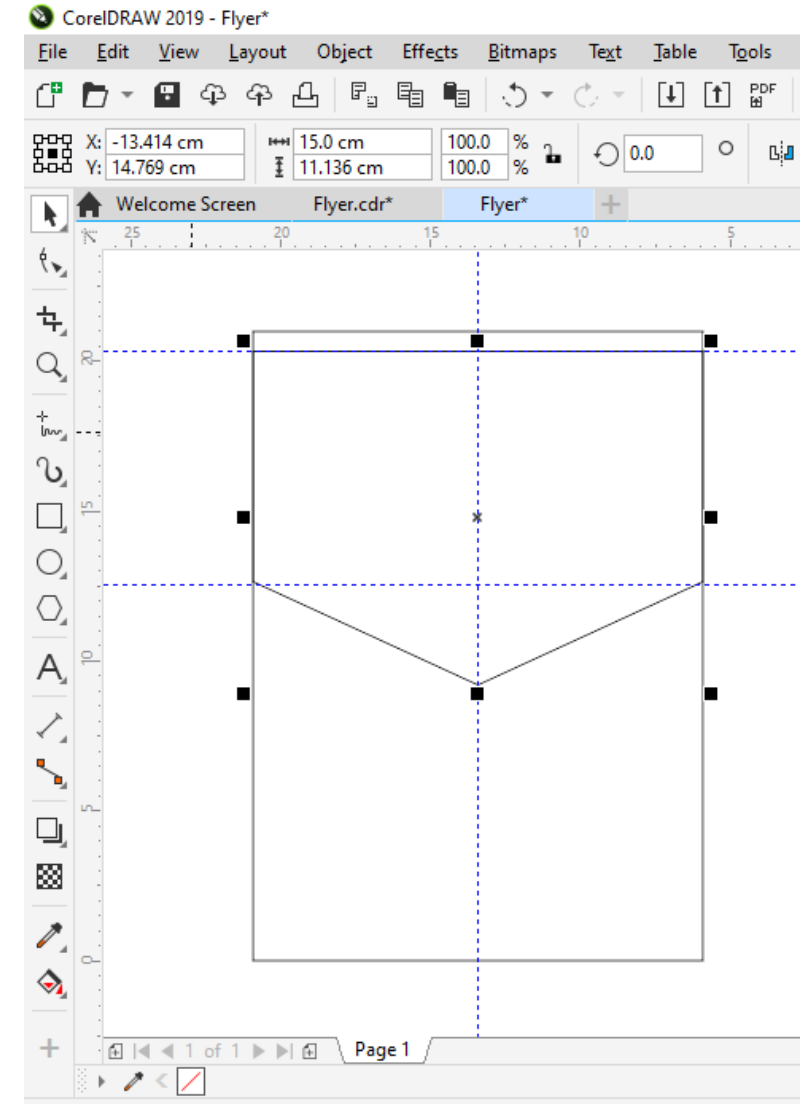 CorelDRAW 2019 - Flyer*
File Edit View Layout Object Effects Bitmaps Text Table Tools
PDF
X: -13.414 cm 15.0 cm 100.0 % 0.0
Y: 14.769 cm 11.136 cm 100.0 %
Welcome Screen Flyer.cdr* Flyer*
25 20 15 10 5
20
15
10
5
0
1 of 1 Page 1